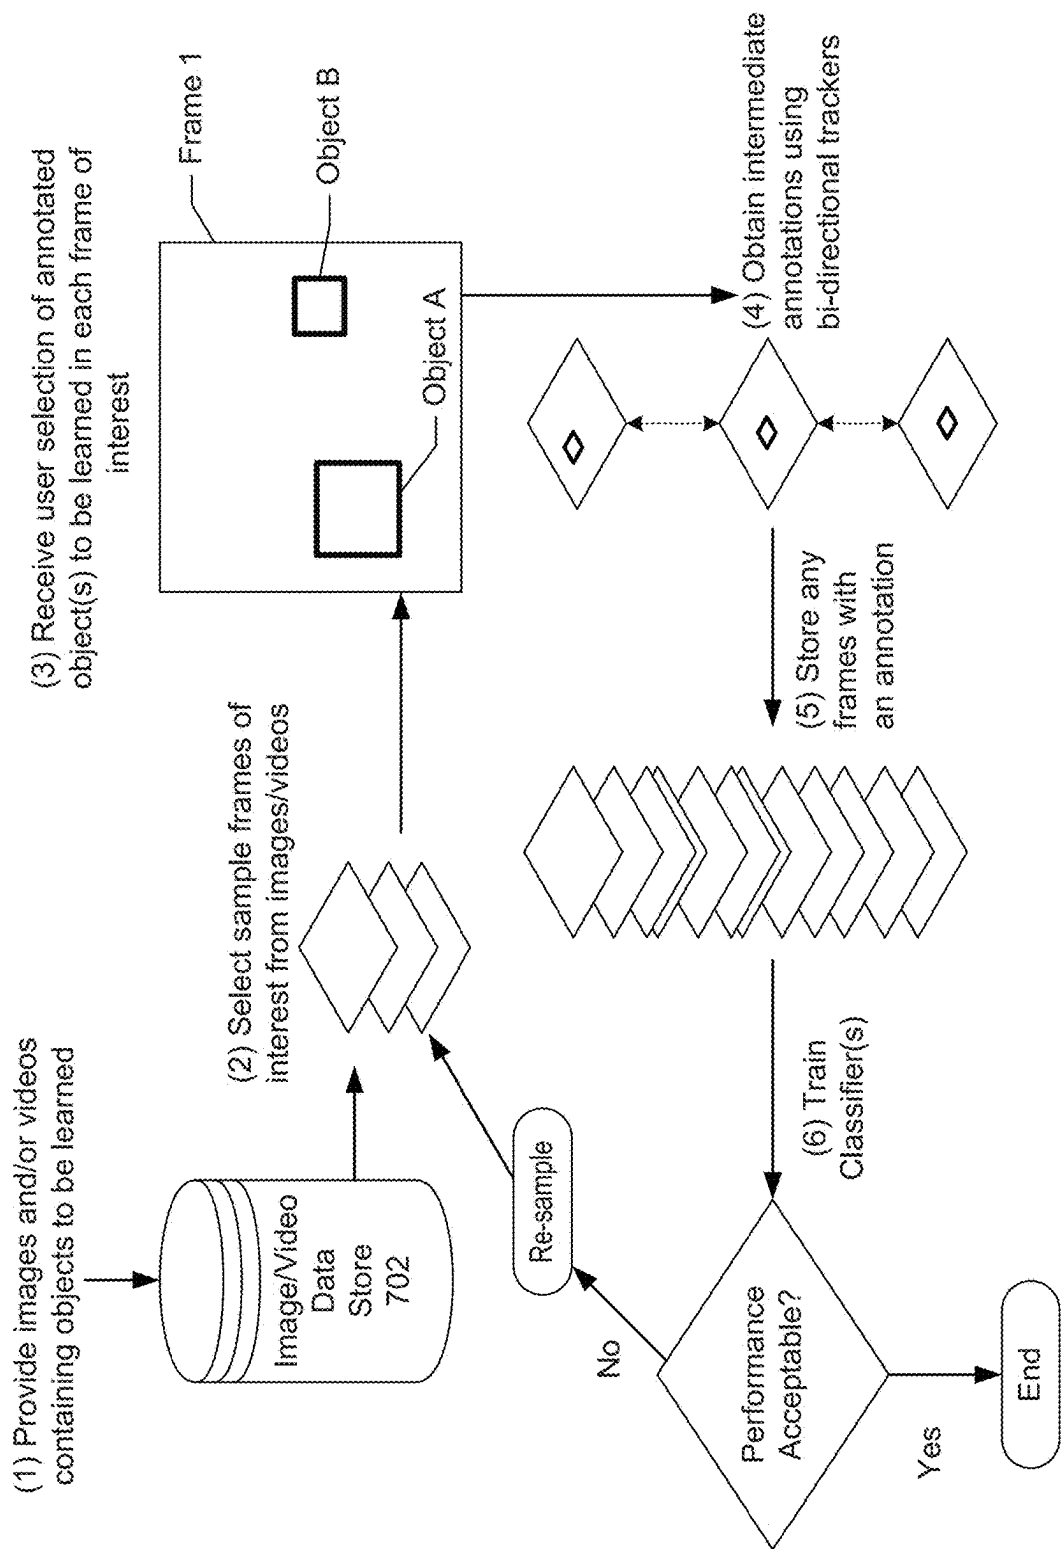 (1) Provide images and/or videos
containing objects to be learned
Image/Video
Data
Store
702
(2) Select sample frames of
interest from images/videos
(3) Receive user selection of annotated
object(s) to be learned in each frame of
interest
Frame 1
Object B
Object A
(4) Obtain intermediate
annotations using
bi-directional trackers
(5) Store any
frames with
an annotation
(6) Train
Classifier(s)
Performance
Acceptable?
No
Re-sample
Yes
End